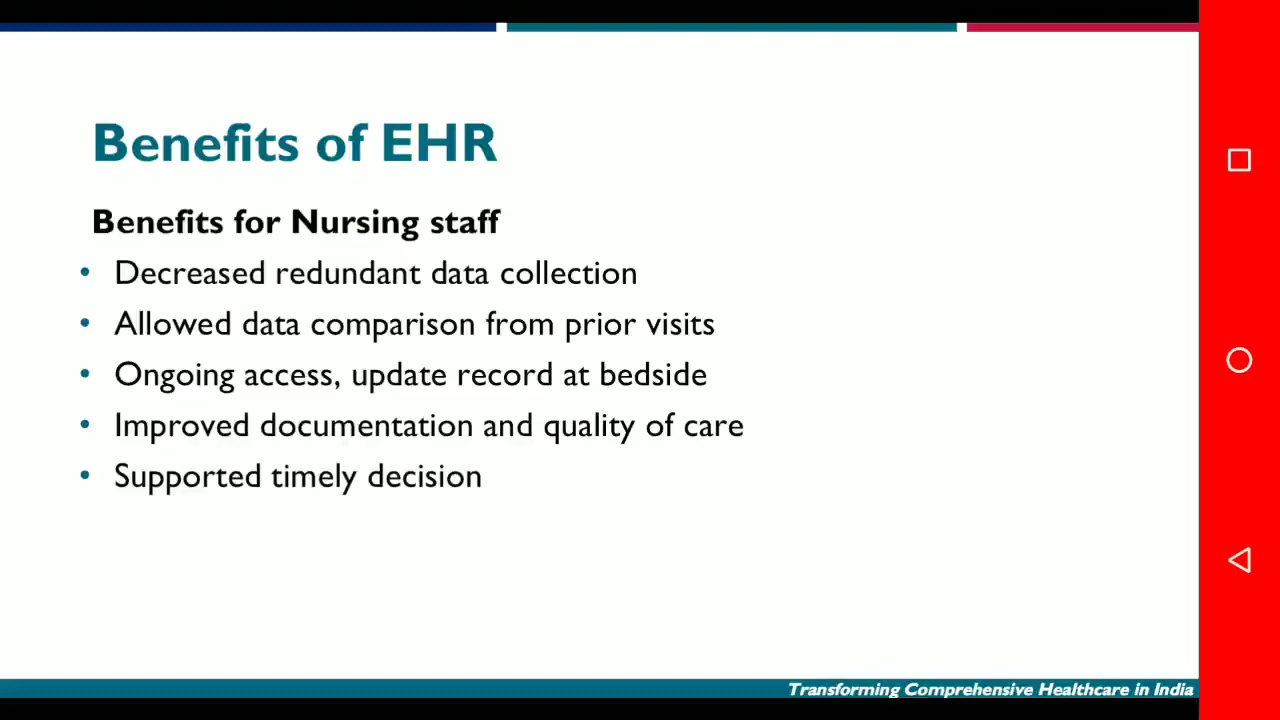 Benefits of EHR
Benefits for Nursing staff
• Decreased redundant data collection
• Allowed data comparison from prior visits
• Ongoing access, update record at bedside
• Improved documentation and quality of care
• Supported timely decision
Transforming Comprehensive Healthcare in India